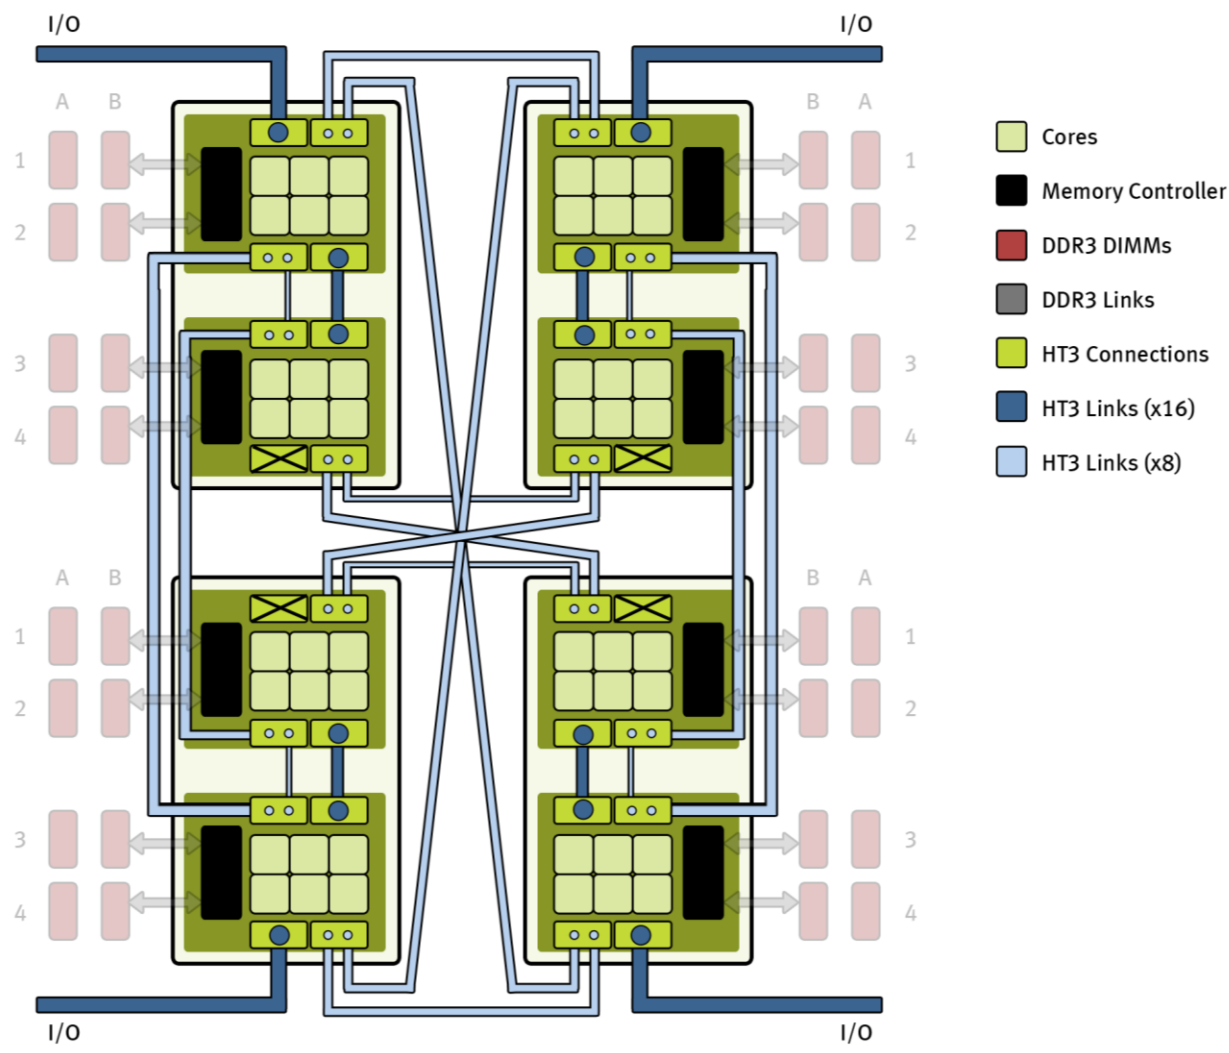 I/O I/O
A B B A
1 1
2 2
3 3
4 4
A B B A
1 1
2 2
3 3
4 4
I/O I/O
Cores
Memory Controller
DDR3 DIMMs
DDR3 Links
HT3 Connections
HT3 Links (x16)
HT3 Links (x8)